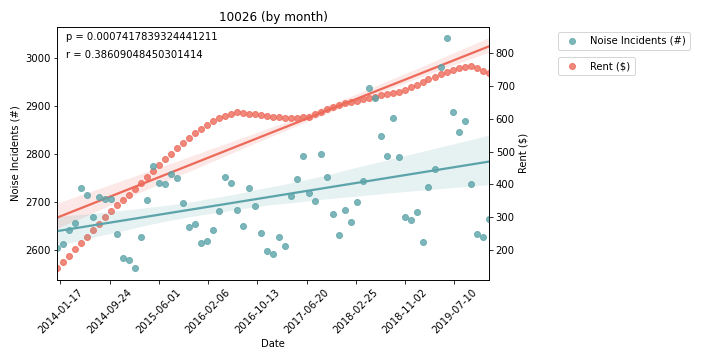 10026 (by month)
p = 0.0007417839324441211
r = 0.38609048450301414
Noise Incidents (#)
Rent ($)
Noise Incidents (#)
3000
2900
2800
2700
2600
800
700
600
500
400
300
200
Rent ($)
2014-01-17
2014-09-24
2015-06-01
2016-02-06
2016-10-13
2017-06-20
2018-02-25
2018-11-02
2019-07-10
Date